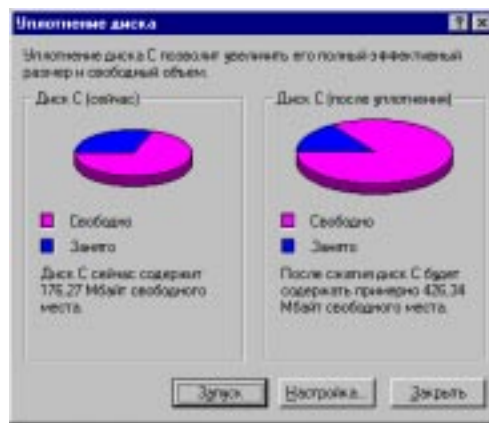 Уплотнение диска
Уплотнение диска C позволит увеличить его полный эффективный
размер и свободный объем.
Диск C (сейчас)
Свободно
Занято
Диск C сейчас содержит
176,27 Мбайт свободного
места.
Диск C (после уплотнения)
Свободно
Занято
После сжатия диск C будет
содержать примерно 426,34
Мбайт свободного места.
Запуск
Настройка...
Закрыть